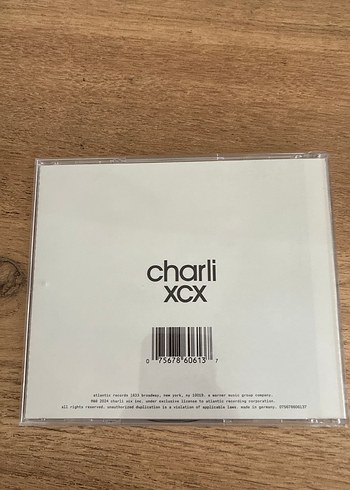 charli
xcx
0 75678 60613 7
atlantic records 1633 broadway, new york, ny 10019. a warner music group company.
℗&© 2024 charli xcx inc. under exclusive license to atlantic recording corporation.
all rights reserved. unauthorized duplication is a violation of applicable laws. made in germany. 075678606137